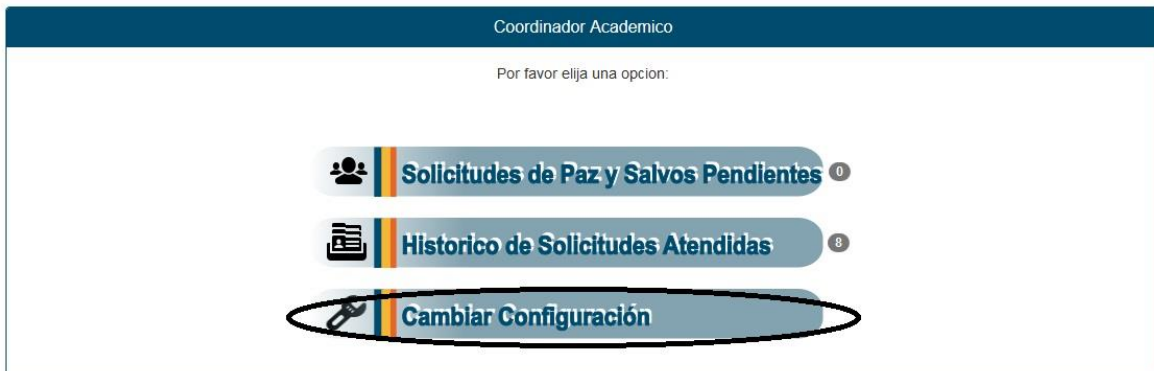 Coordinador Academico
Por favor elija una opcion:
Solicitudes de Paz y Salvos Pendientes 0
Historico de Solicitudes Atendidas 8
Cambiar Configuración